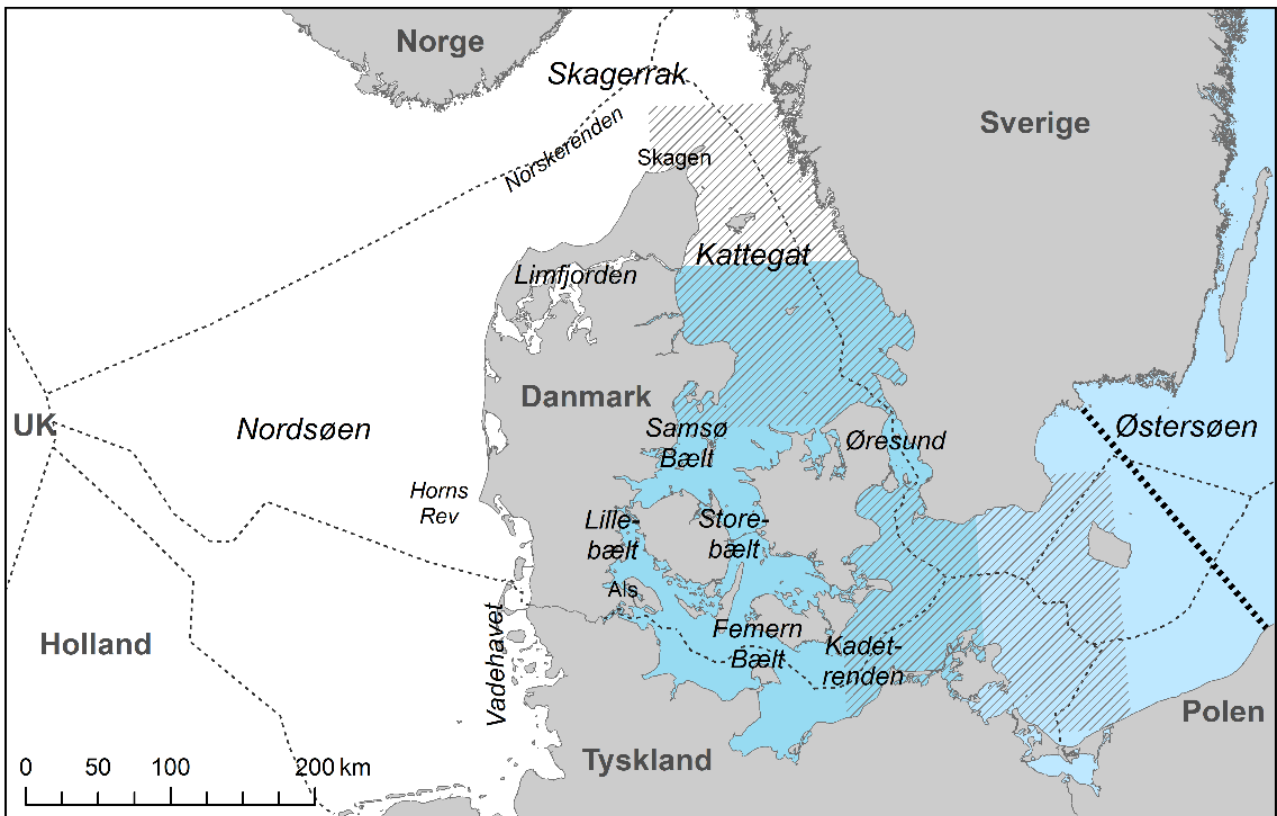 Norge
Skagerrak
Sverige
Norskerenden
Skagen
Kattegat
Limfjorden
Danmark
UK
Nordsøen
Samsø
Bælt
Øresund
Østersøen
Horns
Rev
Lille-
bælt
Store-
bælt
Als
Holland
Vadehavet
Femern
Bælt
Kadet-
renden
Polen
Tyskland
0 50 100 200 km